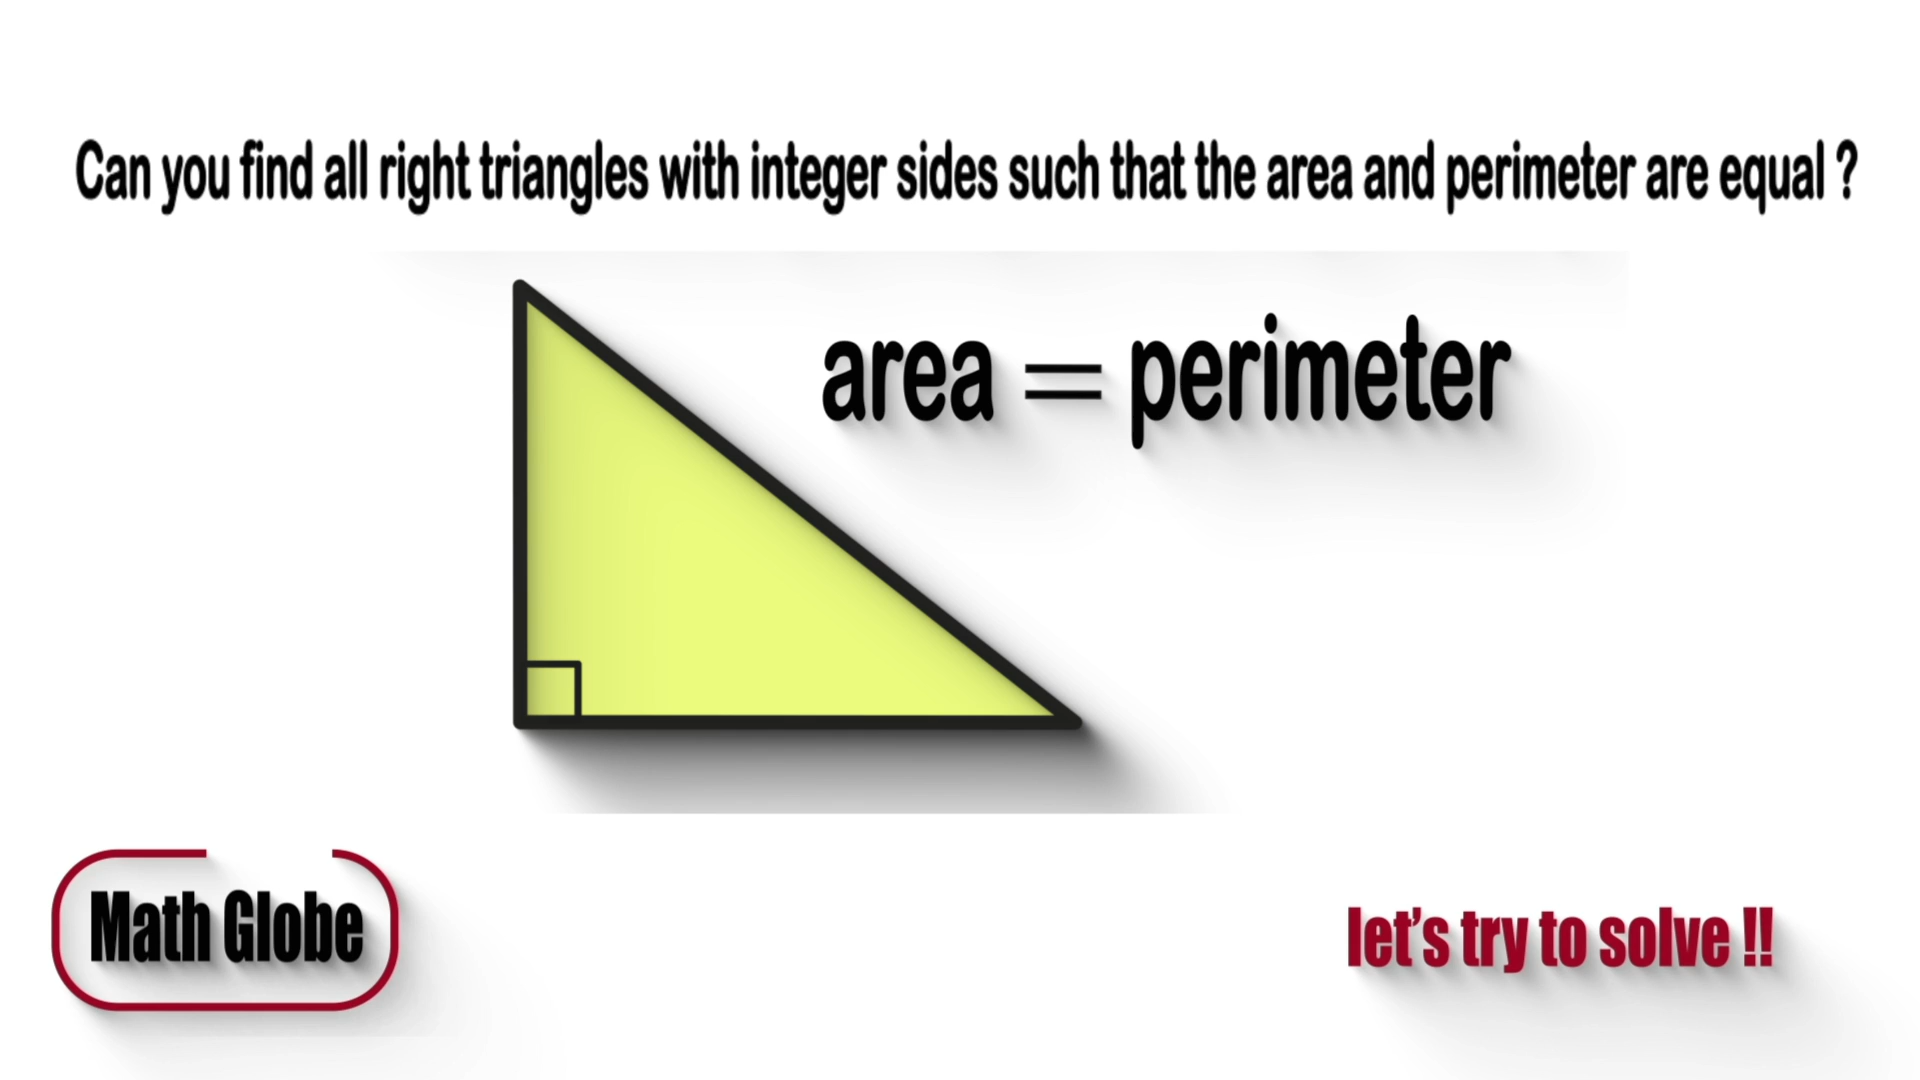 Can you find all right triangles with integer sides such that the area and perimeter are equal ?
area = perimeter
Math Globe
let's try to solve !!